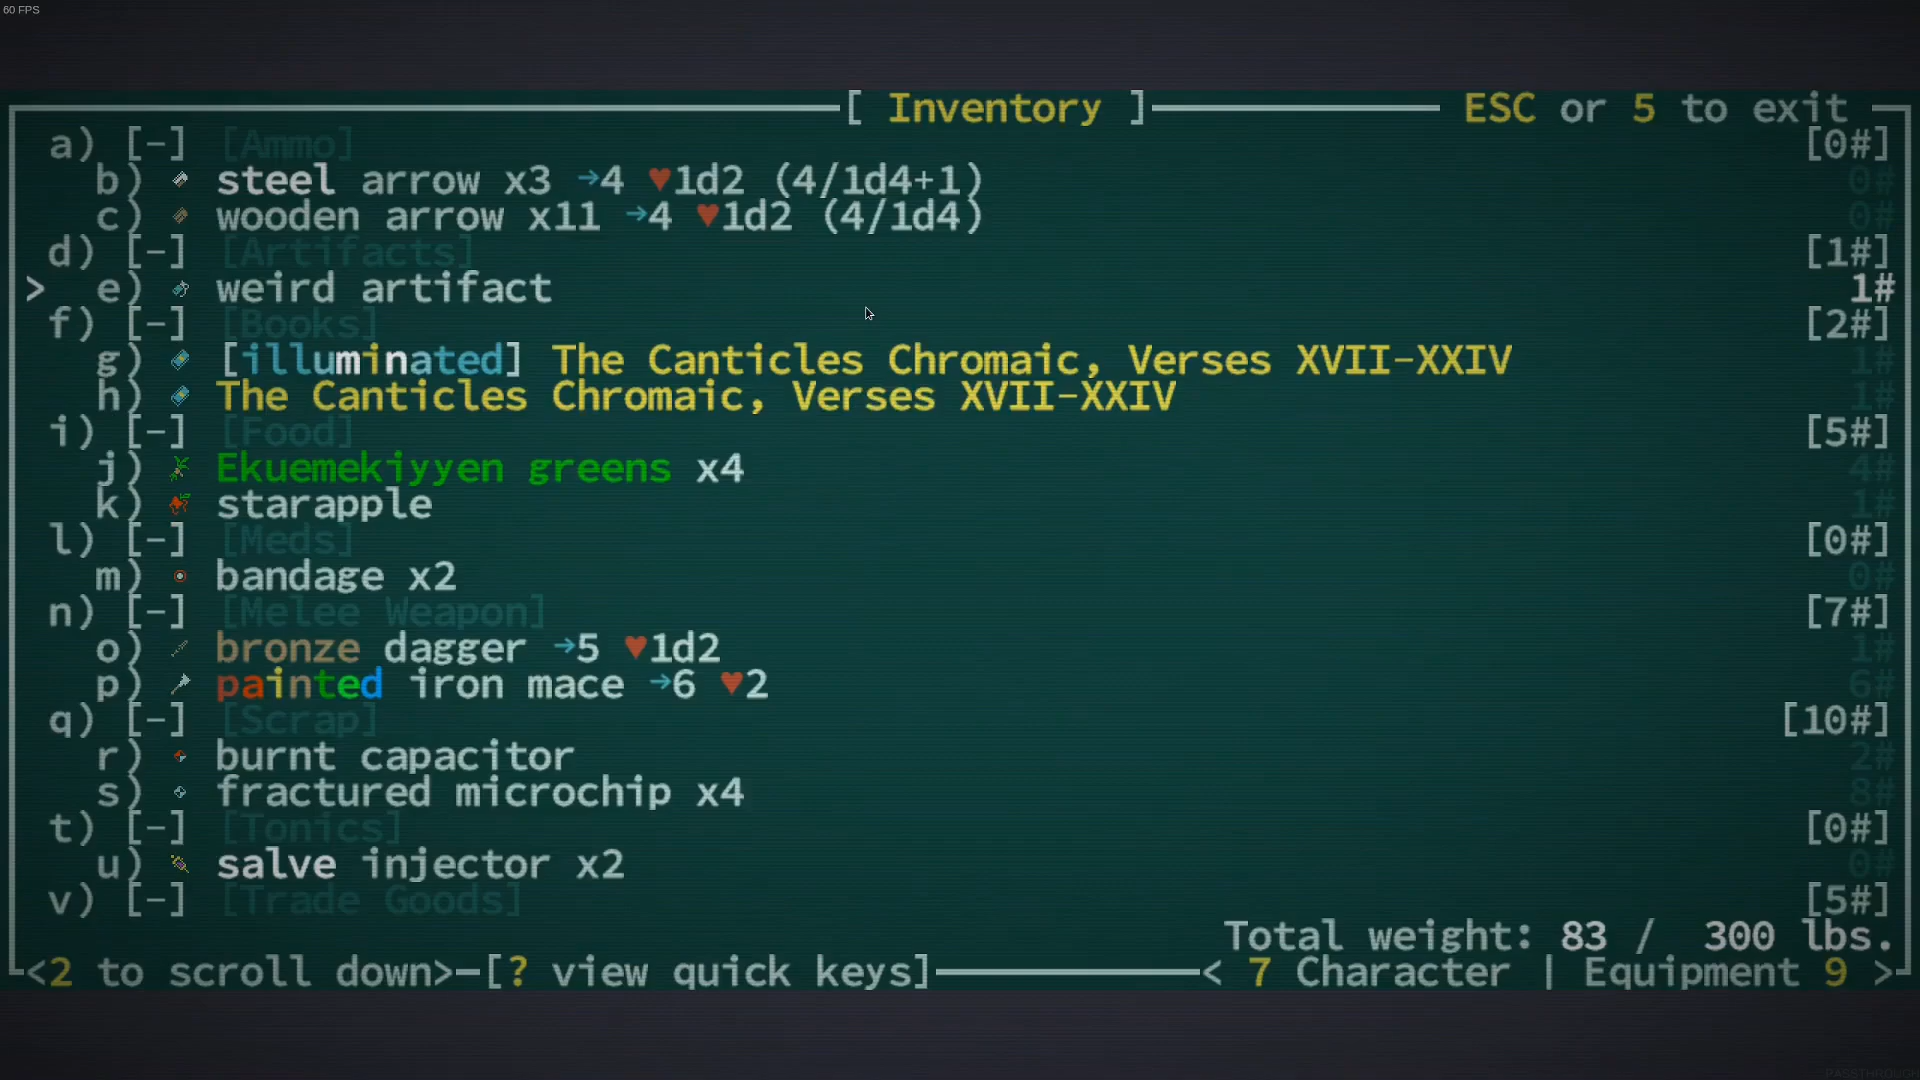 60 FPS
[ Inventory ] ESC or 5 to exit
a) [-] [Ammo] [0#]
b) steel arrow x3 →4 ♥1d2 (4/1d4+1) 0#
c) wooden arrow x11 →4 ♥1d2 (4/1d4) 0#
d) [-] [Artifacts] [1#]
> e) weird artifact 1#
f) [-] [Books] [2#]
g) [illuminated] The Canticles Chromaic, Verses XVII-XXIV 1#
h) The Canticles Chromaic, Verses XVII-XXIV 1#
i) [-] [Food] [5#]
j) Ekuemekiyyen greens x4 4#
k) starapple 1#
l) [-] [Meds] [0#]
m) bandage x2 0#
n) [-] [Melee Weapon] [7#]
o) bronze dagger →5 ♥1d2 1#
p) painted iron mace →6 ♥2 6#
q) [-] [Scrap] [10#]
r) burnt capacitor 2#
s) fractured microchip x4 8#
t) [-] [Tonics] [0#]
u) salve injector x2 0#
v) [-] [Trade Goods] [5#]
Total weight: 83 / 300 lbs.
<2 to scroll down> [? view quick keys] < 7 Character | Equipment 9 >
PASSTHROUGH